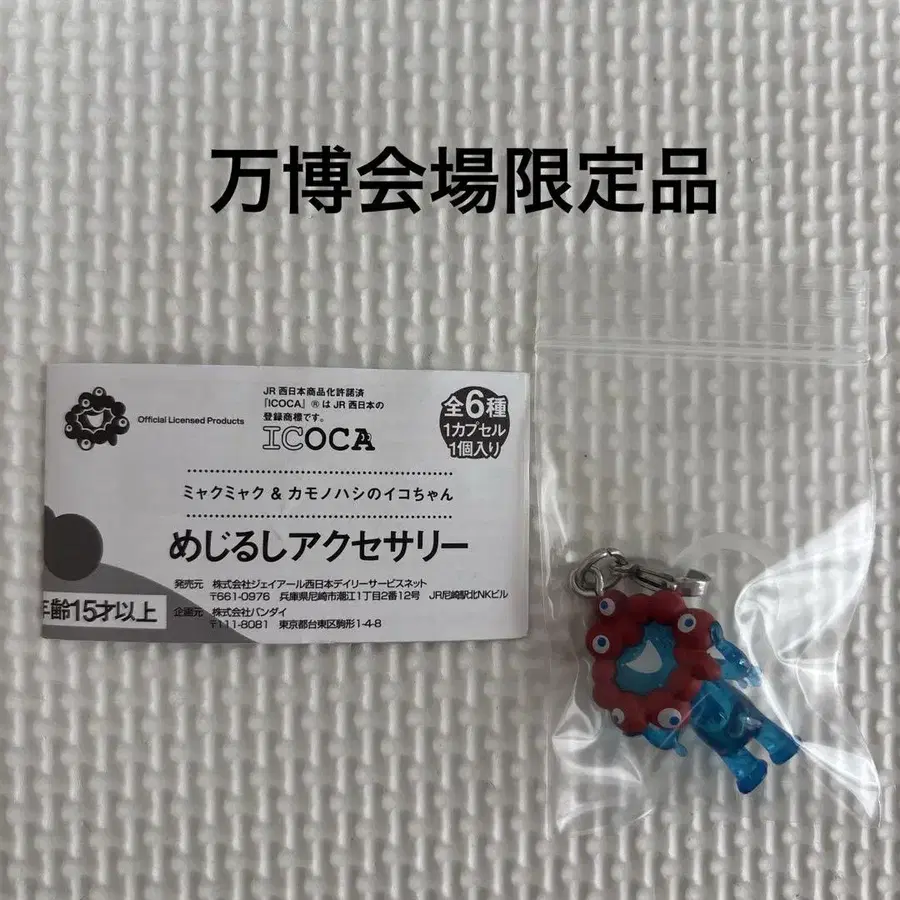 万博会場限定品
Official Licensed Products
JR西日本商品化許諾済
『ICOCA』®はJR西日本の
登録商標です。
ICOCA
全6種
1カプセル
1個入り
ミャクミャク & カモノハシのイコちゃん
めじるしアクセサリー
発売元 株式会社ジェイアール西日本デイリーサービスネット
〒661-0976 兵庫県尼崎市潮江1丁目2番12号 JR尼崎駅北NKビル
企画元 株式会社バンダイ
〒111-8081 東京都台東区駒形1-4-8
年齢15才以上